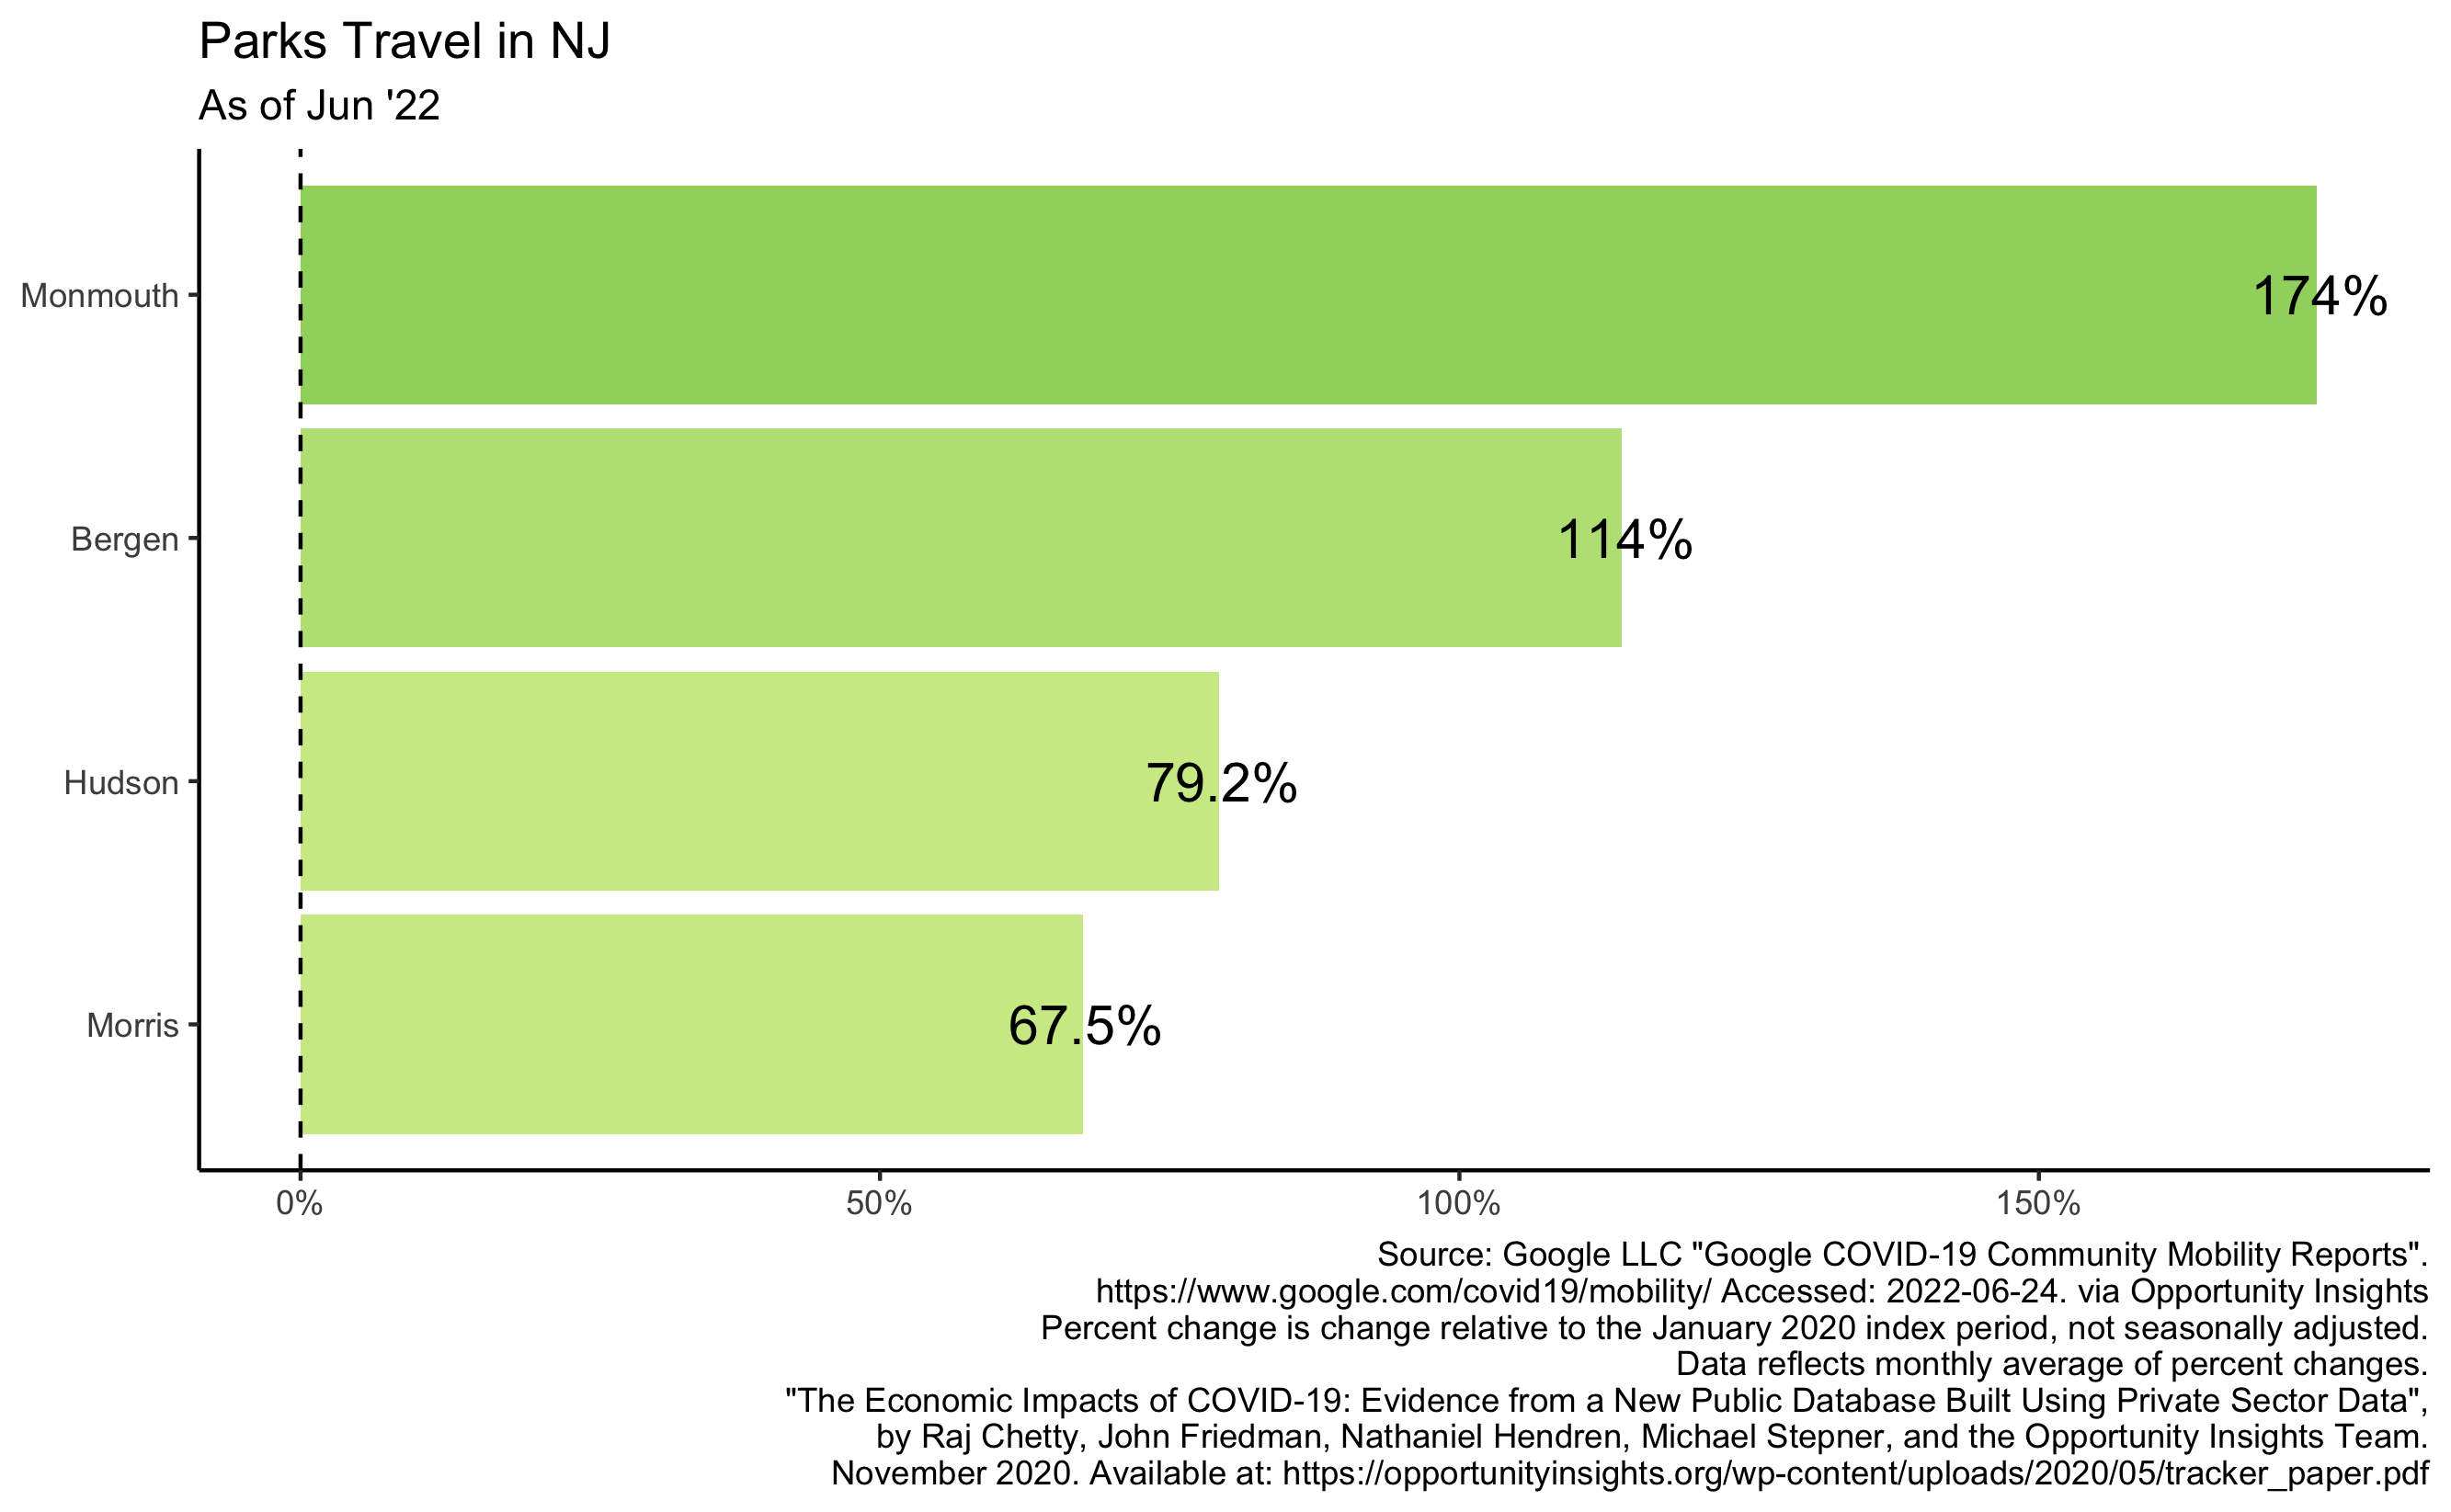 Parks Travel in NJ
As of Jun '22
Monmouth
174%
Bergen
114%
Hudson
79.2%
Morris
67.5%
0% 50% 100% 150%
Source: Google LLC "Google COVID-19 Community Mobility Reports".
https://www.google.com/covid19/mobility/ Accessed: 2022-06-24. via Opportunity Insights
Percent change is change relative to the January 2020 index period, not seasonally adjusted.
Data reflects monthly average of percent changes.
"The Economic Impacts of COVID-19: Evidence from a New Public Database Built Using Private Sector Data",
by Raj Chetty, John Friedman, Nathaniel Hendren, Michael Stepner, and the Opportunity Insights Team.
November 2020. Available at: https://opportunityinsights.org/wp-content/uploads/2020/05/tracker_paper.pdf